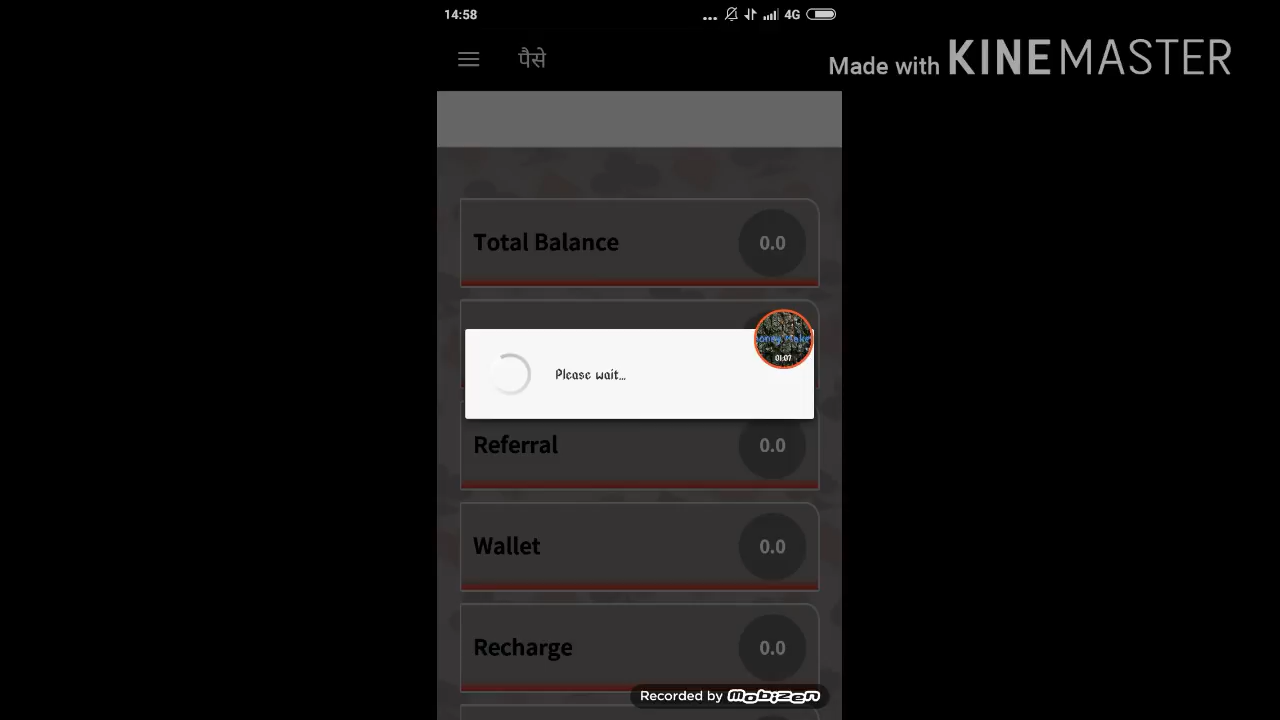 14:58
4G
पैसे
Made with KINEMASTER
Total Balance 0.0
01:07
Please wait...
Referral 0.0
Wallet 0.0
Recharge 0.0
Recorded by Mobizen